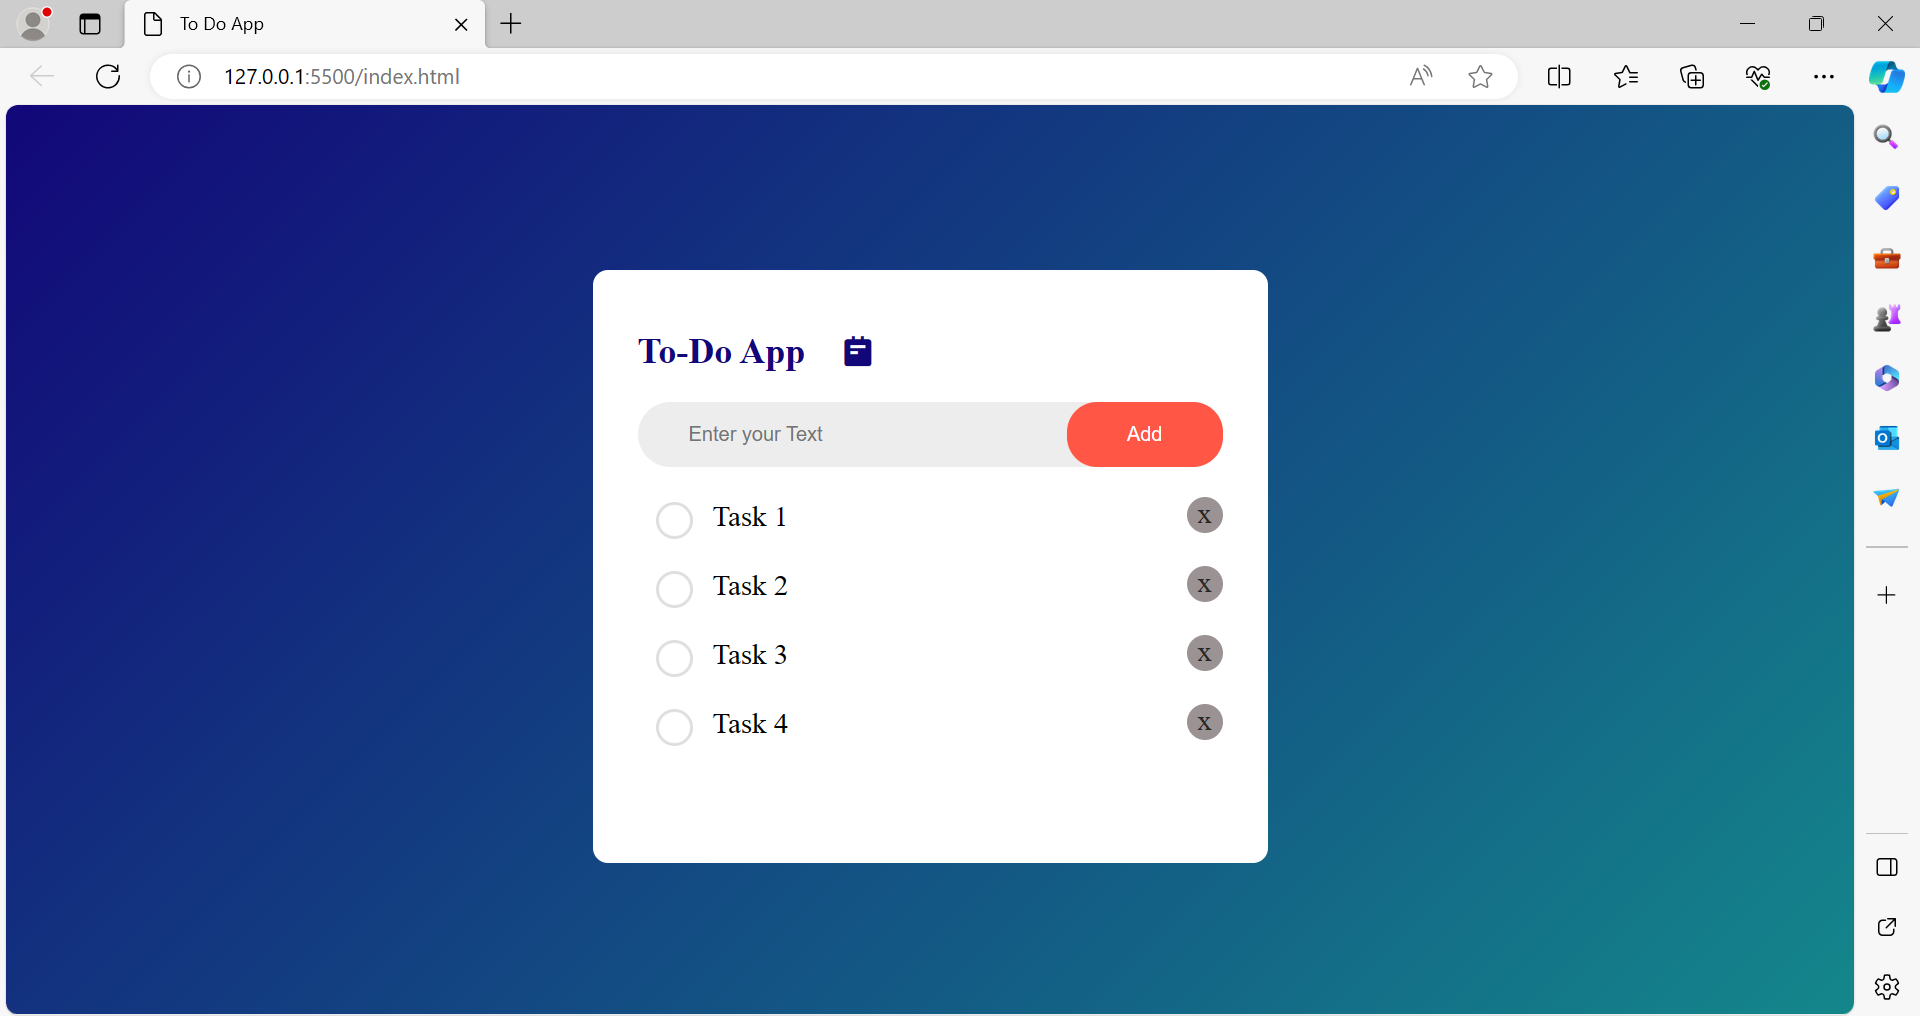 To Do App
127.0.0.1:5500/index.html
To-Do App
Enter your Text
Add
Task 1
x
Task 2
x
Task 3
x
Task 4
x